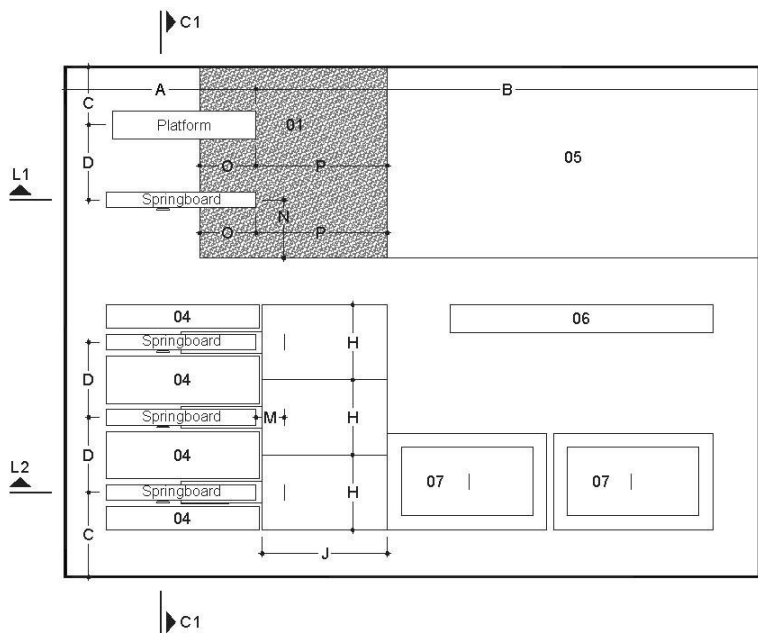 C1
A
B
C
Platform
01
05
D
O
P
L1
Springboard
N
O
P
04
06
Springboard
H
D
04
Springboard
M
H
D
04
L2
Springboard
H
07
07
04
C
J
C1